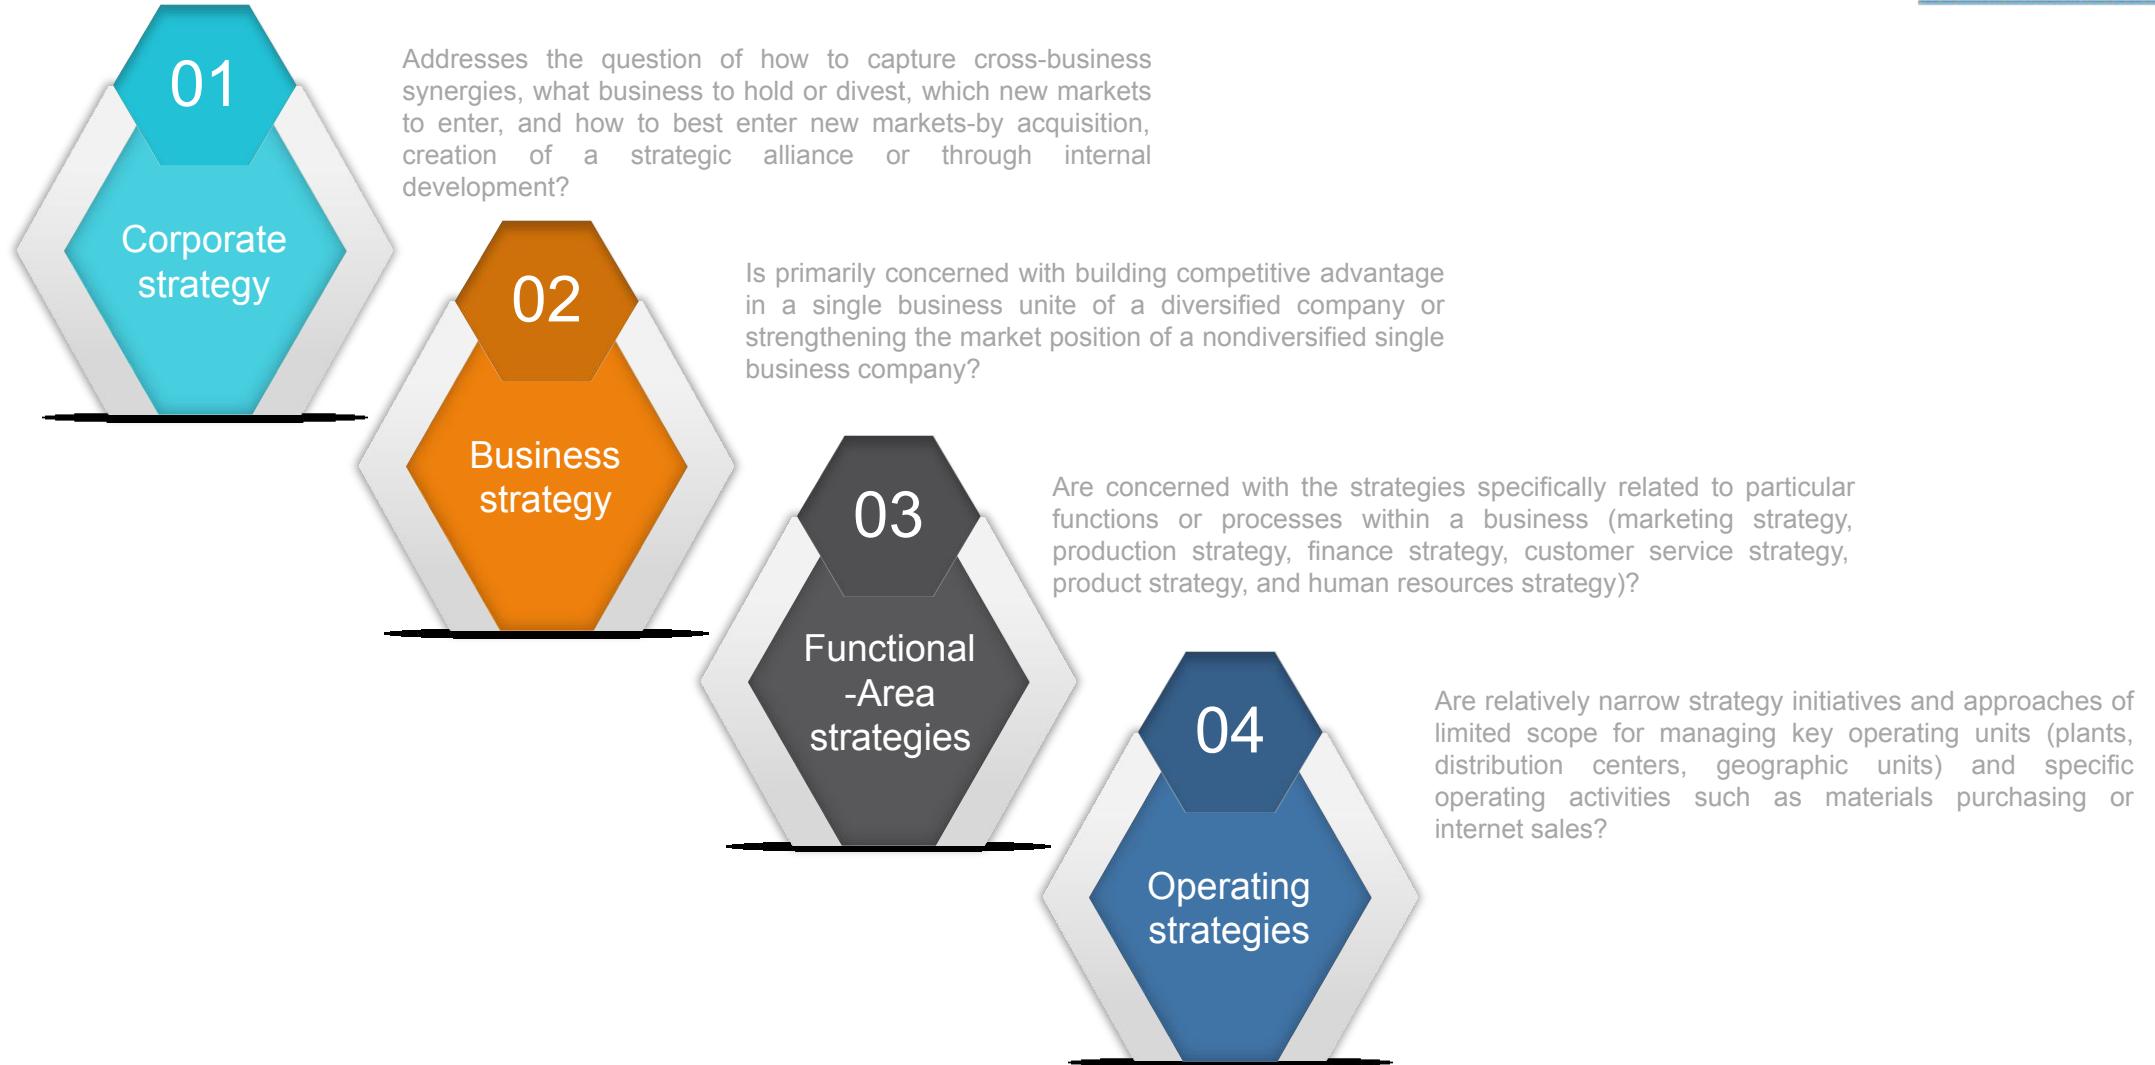 01
Corporate
strategy
Addresses the question of how to capture cross-business
synergies, what business to hold or divest, which new markets
to enter, and how to best enter new markets-by acquisition,
creation of a strategic alliance or through internal
development?
02
Business
strategy
Is primarily concerned with building competitive advantage
in a single business unite of a diversified company or
strengthening the market position of a nondiversified single
business company?
03
Functional
-Area
strategies
Are concerned with the strategies specifically related to particular
functions or processes within a business (marketing strategy,
production strategy, finance strategy, customer service strategy,
product strategy, and human resources strategy)?
04
Operating
strategies
Are relatively narrow strategy initiatives and approaches of
limited scope for managing key operating units (plants,
distribution centers, geographic units) and specific
operating activities such as materials purchasing or
internet sales?